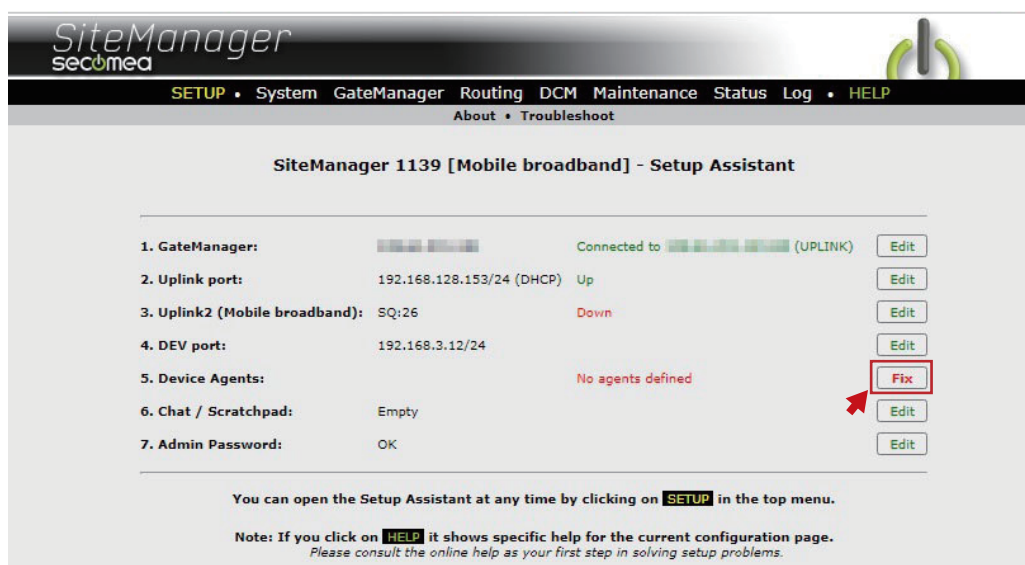 SiteManager
secomea
SETUP • System GateManager Routing DCM Maintenance Status Log • HELP
About • Troubleshoot
SiteManager 1139 [Mobile broadband] - Setup Assistant
1. GateManager: Connected to (UPLINK) Edit
2. Uplink port: 192.168.128.153/24 (DHCP) Up Edit
3. Uplink2 (Mobile broadband): SQ:26 Down Edit
4. DEV port: 192.168.3.12/24 Edit
5. Device Agents: No agents defined Fix
6. Chat / Scratchpad: Empty Edit
7. Admin Password: OK Edit
You can open the Setup Assistant at any time by clicking on SETUP in the top menu.
Note: If you click on HELP it shows specific help for the current configuration page.
Please consult the online help as your first step in solving setup problems.